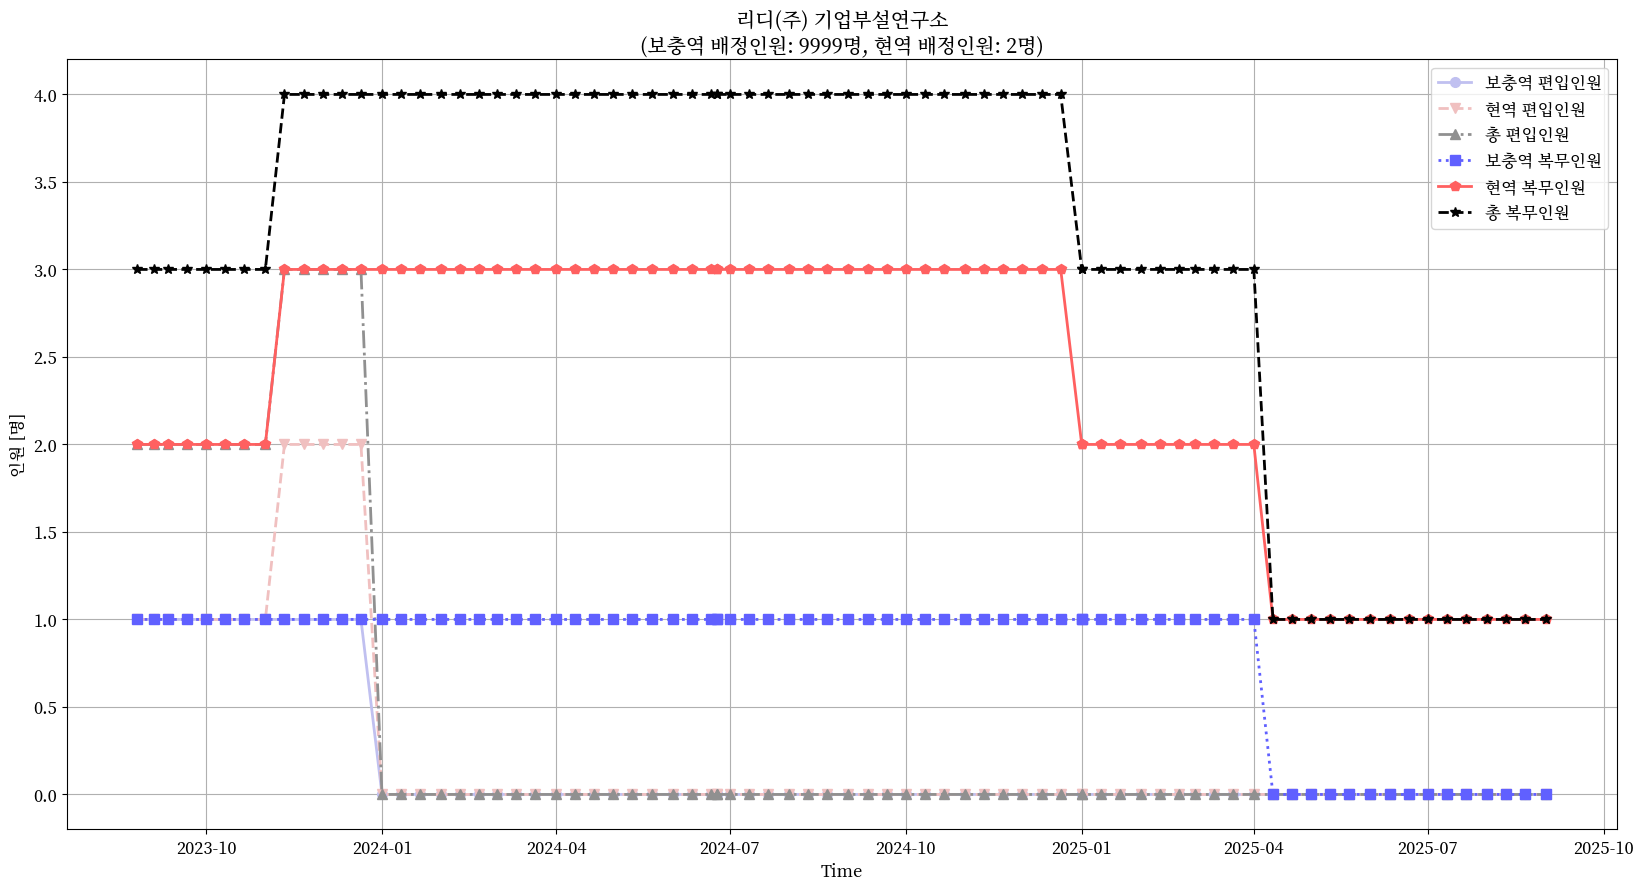 리디(주) 기업부설연구소
(보충역 배정인원: 9999명, 현역 배정인원: 2명)
보충역 편입인원
현역 편입인원
총 편입인원
보충역 복무인원
현역 복무인원
총 복무인원
4.0
3.5
3.0
2.5
2.0
1.5
1.0
0.5
0.0
인원 [명]
2023-10
2024-01
2024-04
2024-07
2024-10
2025-01
2025-04
2025-07
2025-10
Time